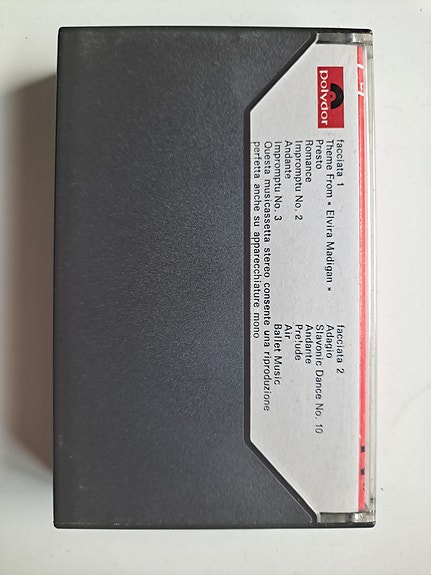 polydor
facciata 1
Theme From « Elvira Madigan »
Presto
Romance
Impromptu No. 2
Andante
Impromptu No. 3
facciata 2
Adagio
Slavonic Dance No. 10
Andante
Prelude
Air
Ballet Music
Questa musicassetta stereo consente una riproduzione
perfetta anche su apparecchiature mono